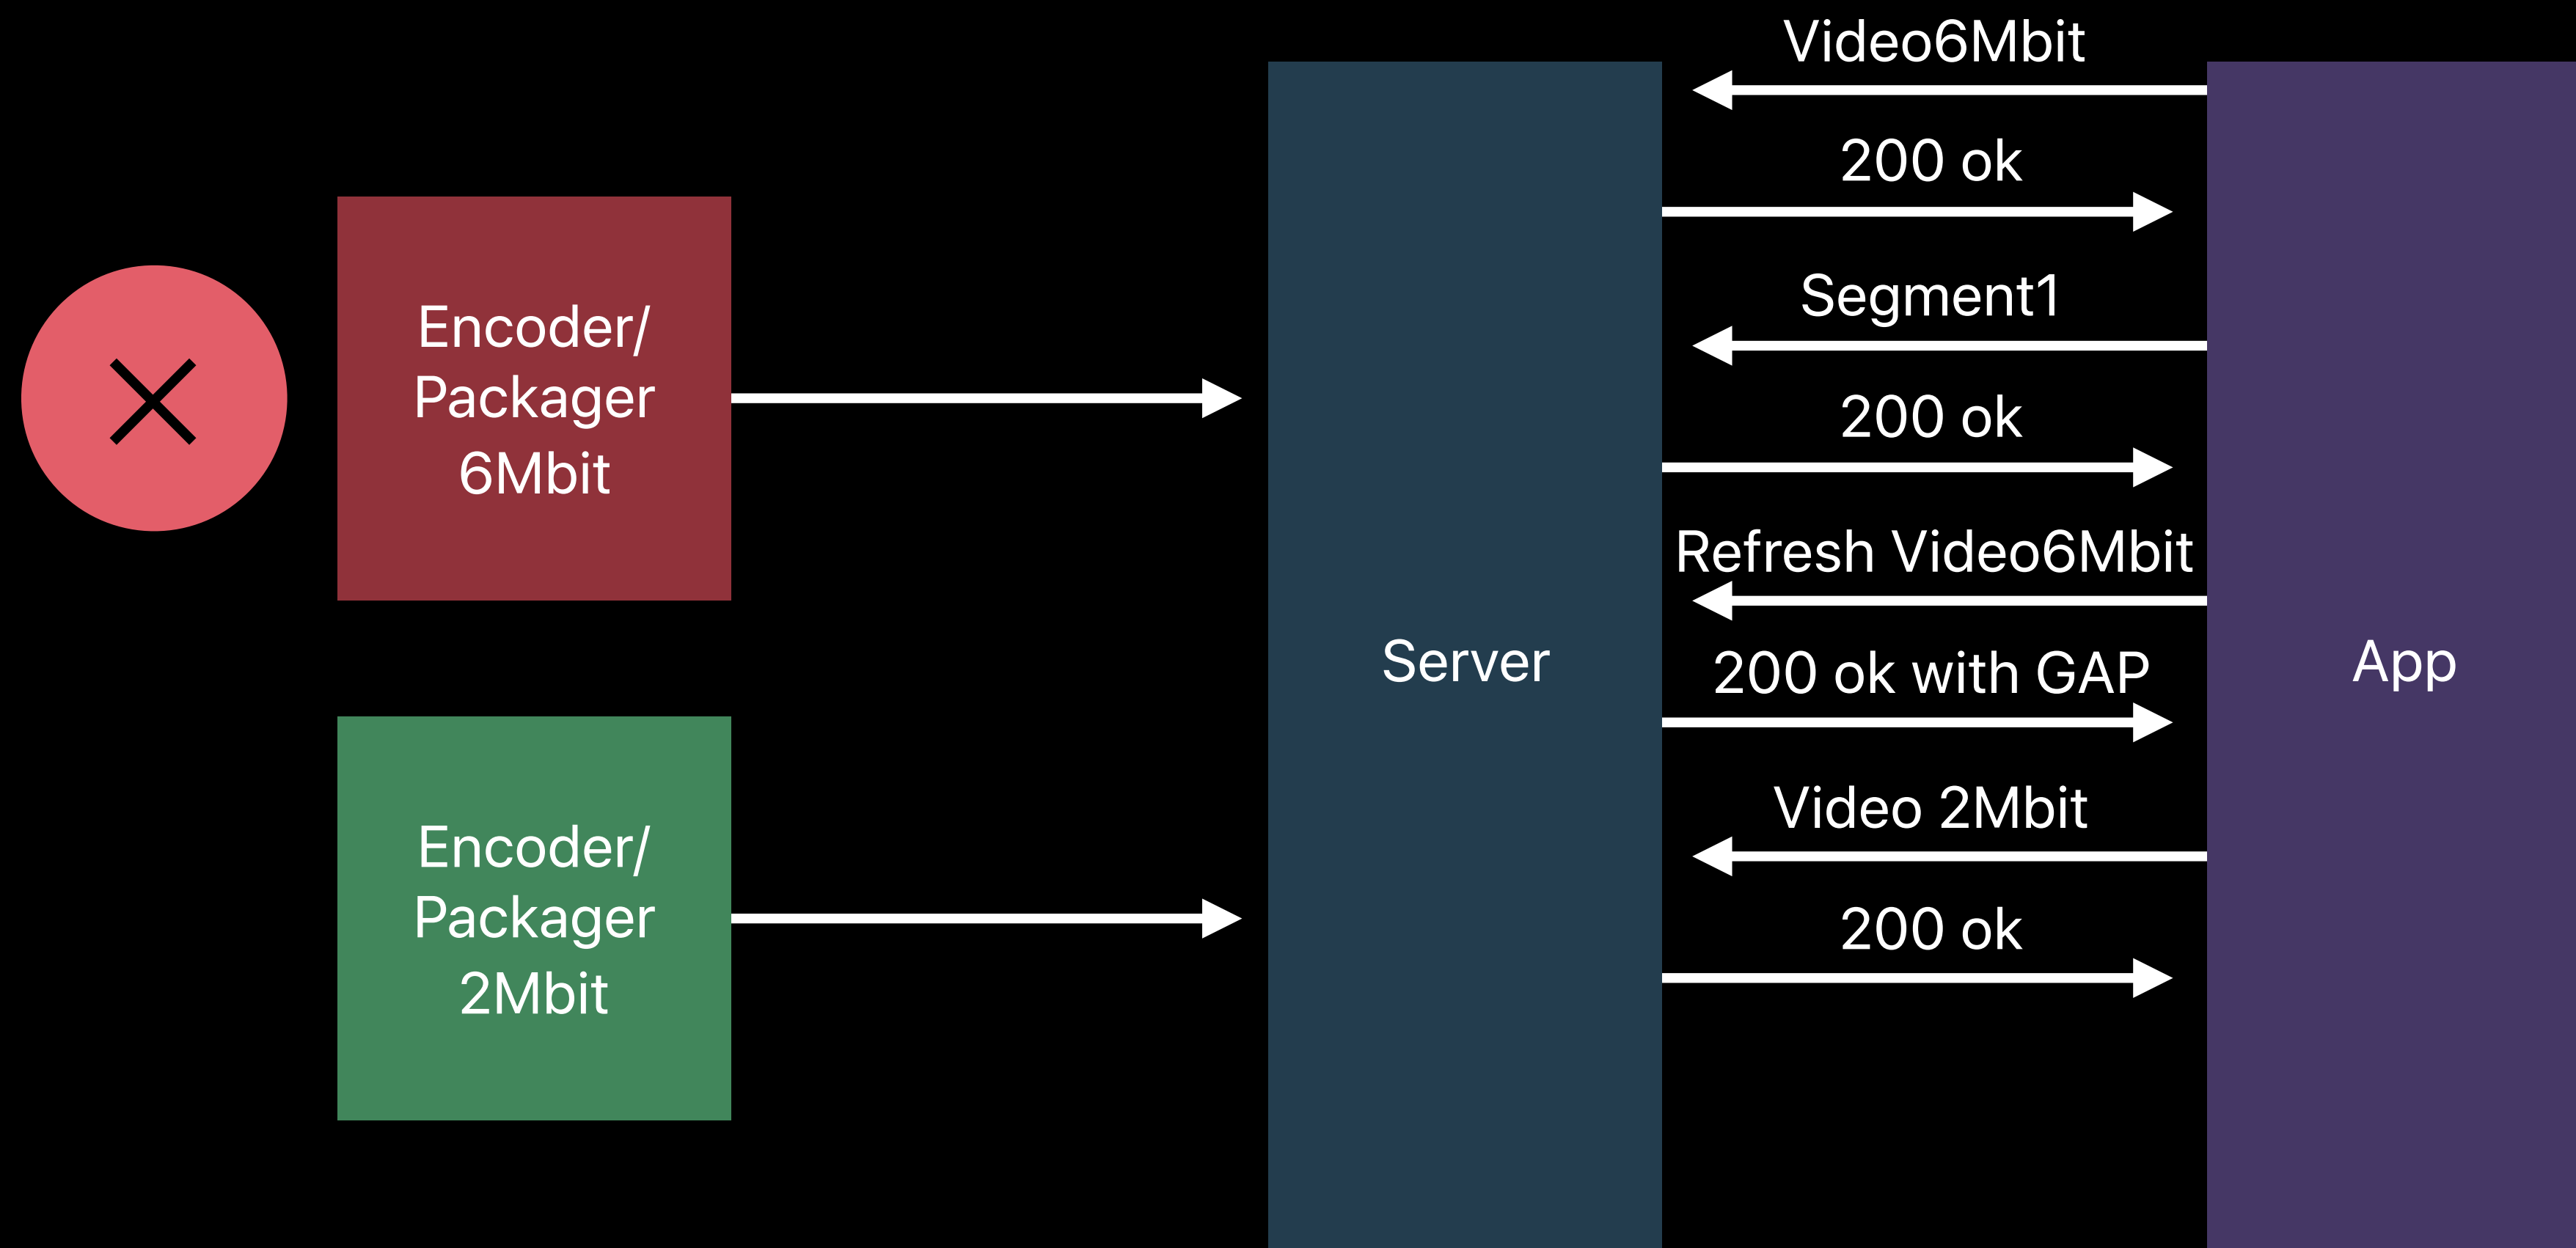 Encoder/
Packager
6Mbit
Encoder/
Packager
2Mbit
Server
Video6Mbit
200 ok
Segment1
200 ok
Refresh Video6Mbit
200 ok with GAP
Video 2Mbit
200 ok
App